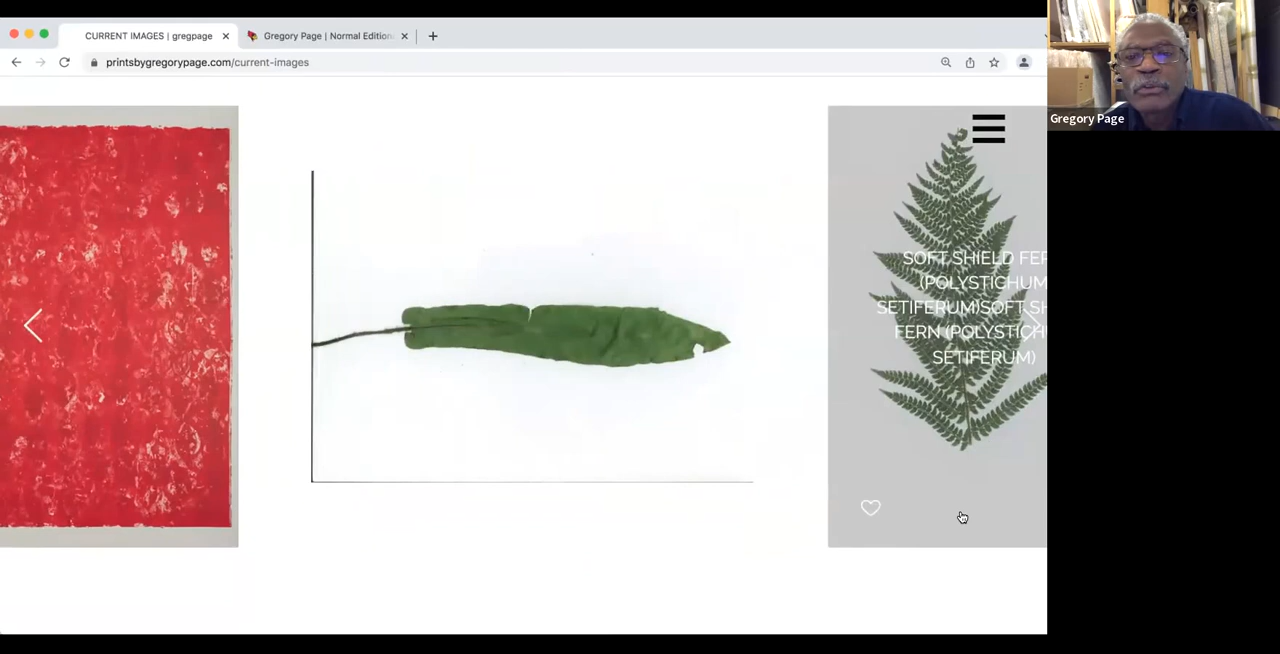 CURRENT IMAGES | gregpage
Gregory Page | Normal Edition
printsbygregorypage.com/current-images
Gregory Page
SOFT SHIELD FER
(POLYSTICHUM
SETIFERUM)SOFT SH
FERN (POLYSTICHU
SETIFERUM)